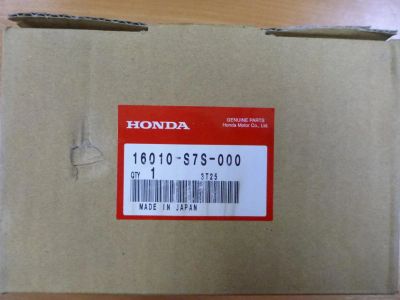 GENUINE PARTS
Honda Motor Co., Ltd.
HONDA
16010-S7S-000
QTY 1 3T25
MADE IN JAPAN